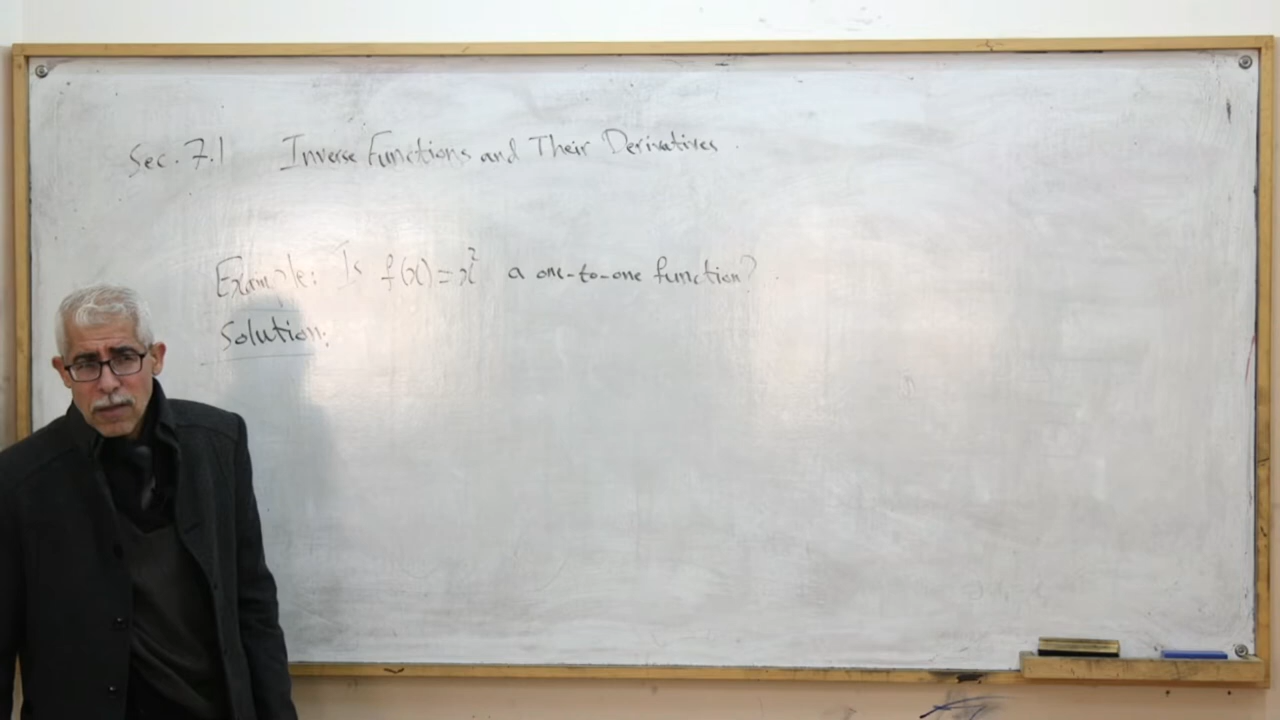 Sec. 7.1 Inverse Functions and Their Derivatives.
Example: Is f(x) = x² a one-to-one function?
Solution: